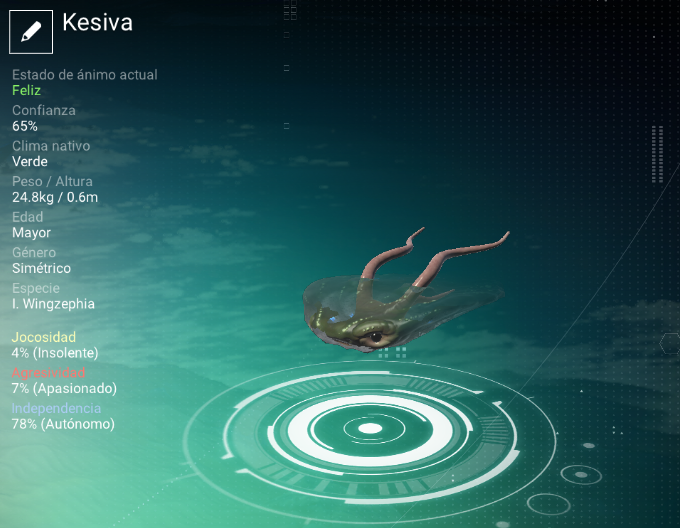 Kesiva
Estado de ánimo actual
Feliz
Confianza
65%
Clima nativo
Verde
Peso / Altura
24.8kg / 0.6m
Edad
Mayor
Género
Simétrico
Especie
I. Wingzephia
Jocosidad
4% (Insolente)
Agresividad
7% (Apasionado)
Independencia
78% (Autónomo)